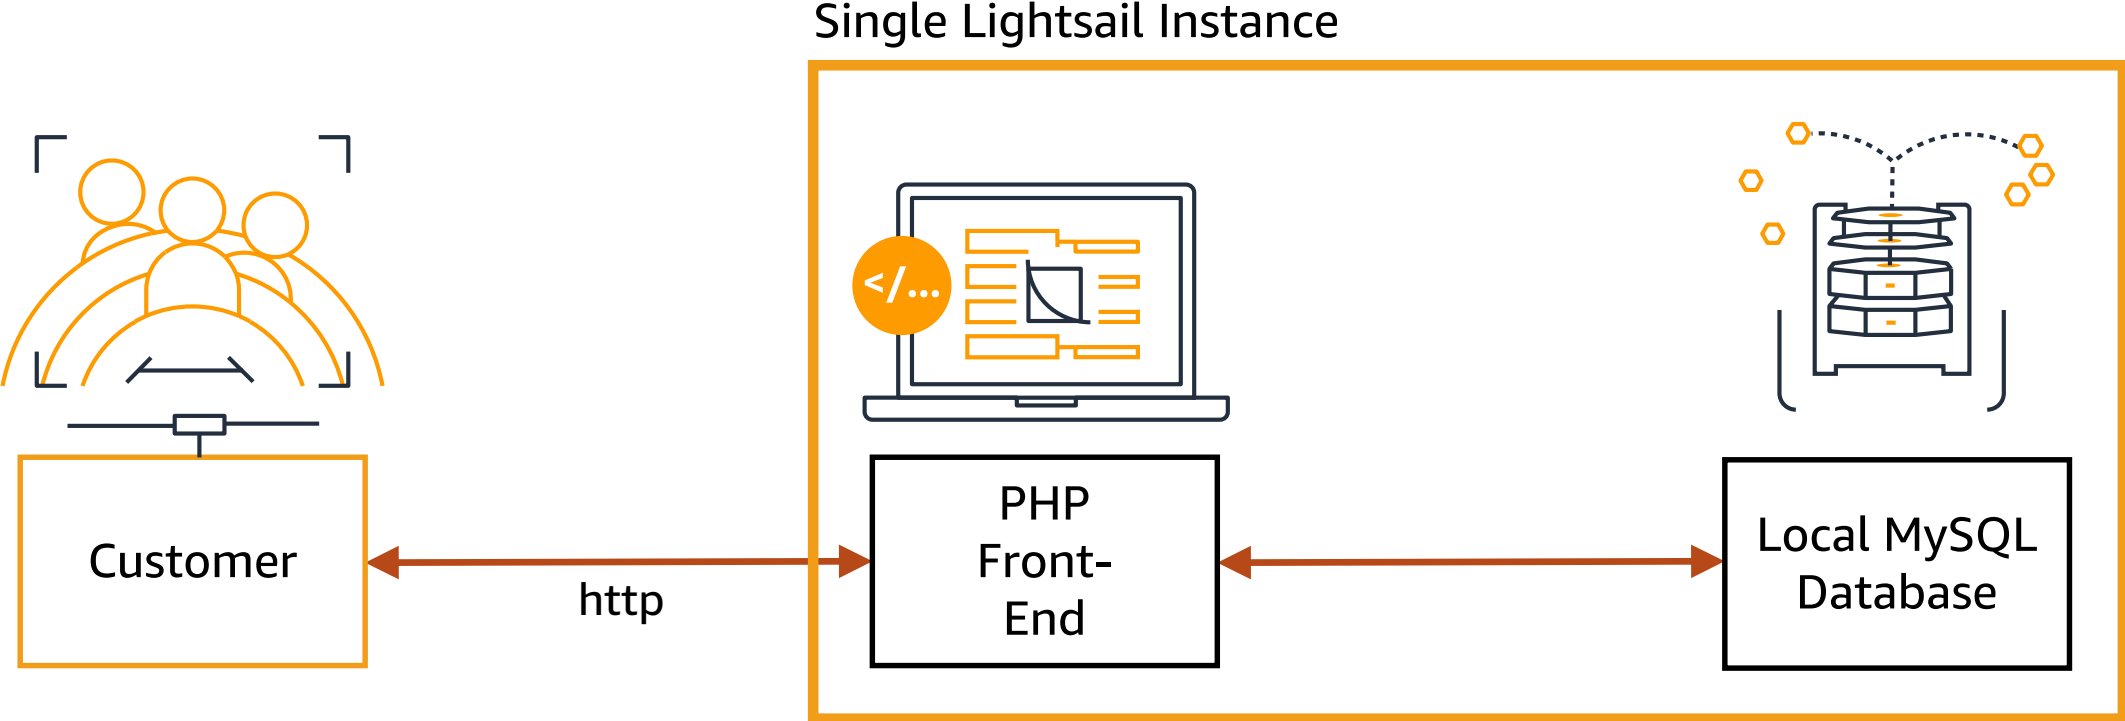 Single Lightsail Instance
</...
Customer
http
PHP
Front-
End
Local MySQL
Database